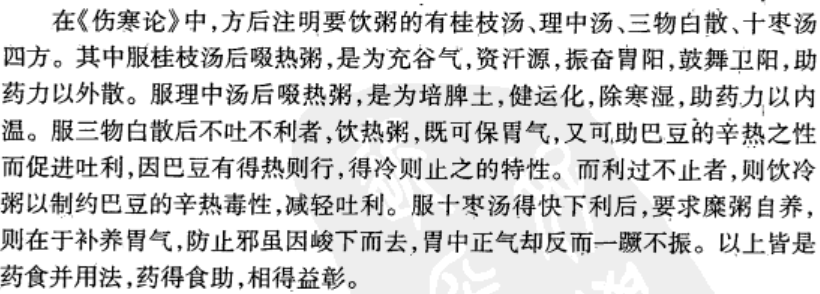 在《伤寒论》中,方后注明要饮粥的有桂枝汤、理中汤、三物白散、十枣汤
四方。其中服桂枝汤后啜热粥,是为充谷气,资汗源,振奋胃阳,鼓舞卫阳,助
药力以外散。服理中汤后啜热粥,是为培脾土,健运化,除寒湿,助药力以内
温。服三物白散后不吐不利者,饮热粥,既可保胃气,又可助巴豆的辛热之性
而促进吐利,因巴豆有得热则行,得冷则止之的特性。而利过不止者,则饮冷
粥以制约巴豆的辛热毒性,减轻吐利。服十枣汤得快下利后,要求糜粥自养,
则在于补养胃气,防止邪虽因峻下而去,胃中正气却反而一蹶不振。以上皆是
药食并用法,药得食助,相得益彰。